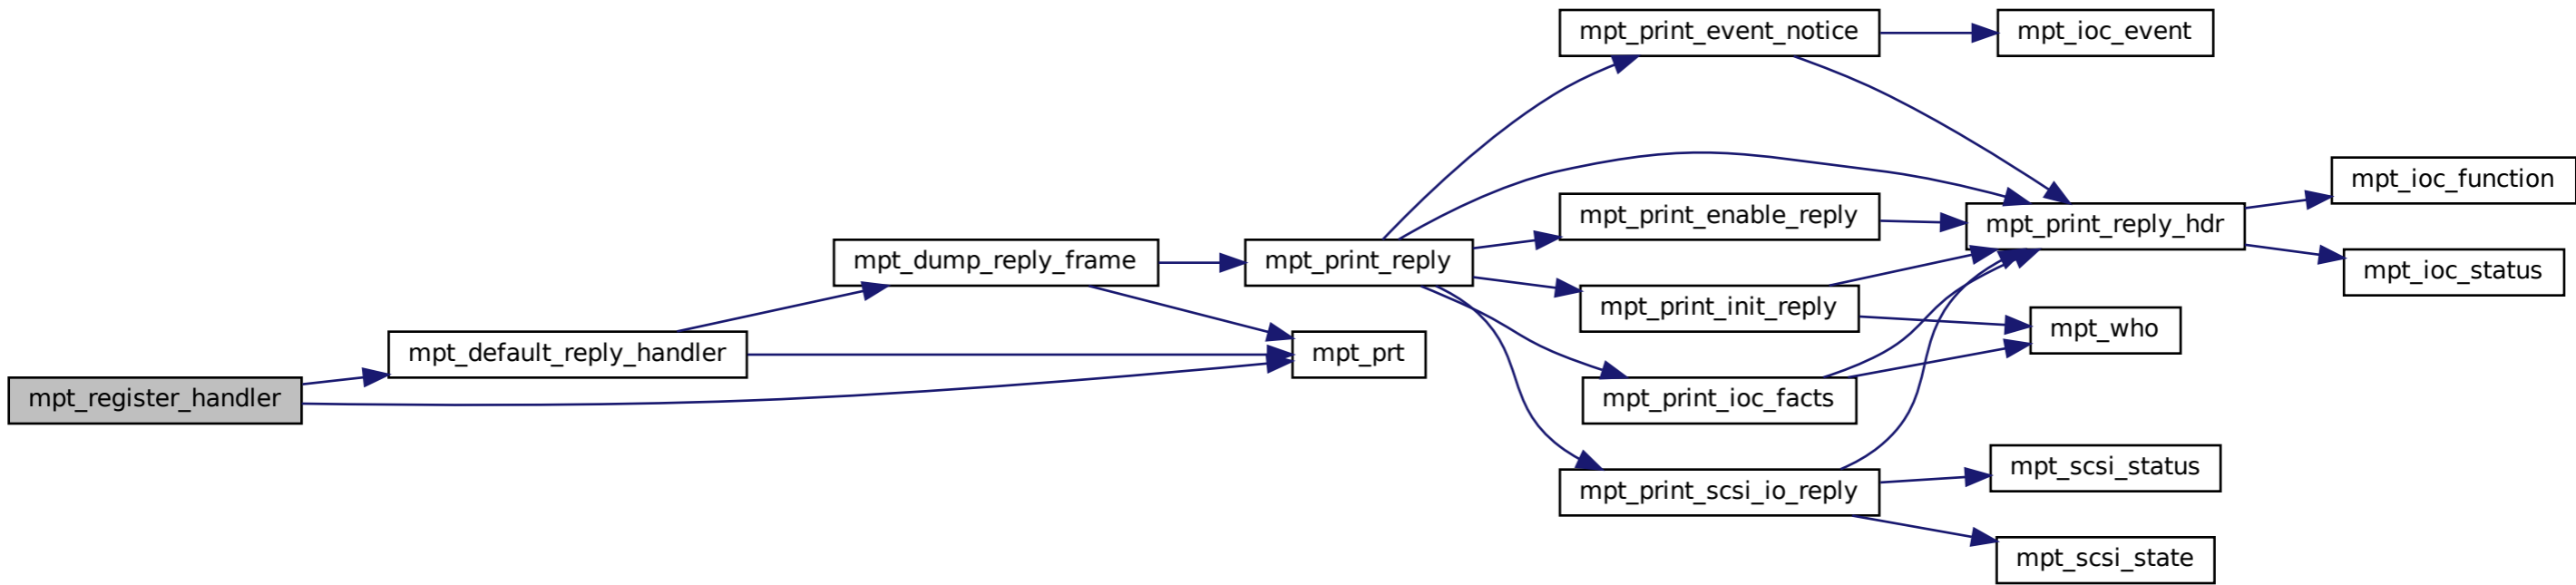 mpt_register_handler
mpt_default_reply_handler
mpt_dump_reply_frame
mpt_print_reply
mpt_prt
mpt_print_event_notice
mpt_print_enable_reply
mpt_print_init_reply
mpt_print_ioc_facts
mpt_print_scsi_io_reply
mpt_ioc_event
mpt_print_reply_hdr
mpt_who
mpt_scsi_status
mpt_scsi_state
mpt_ioc_function
mpt_ioc_status